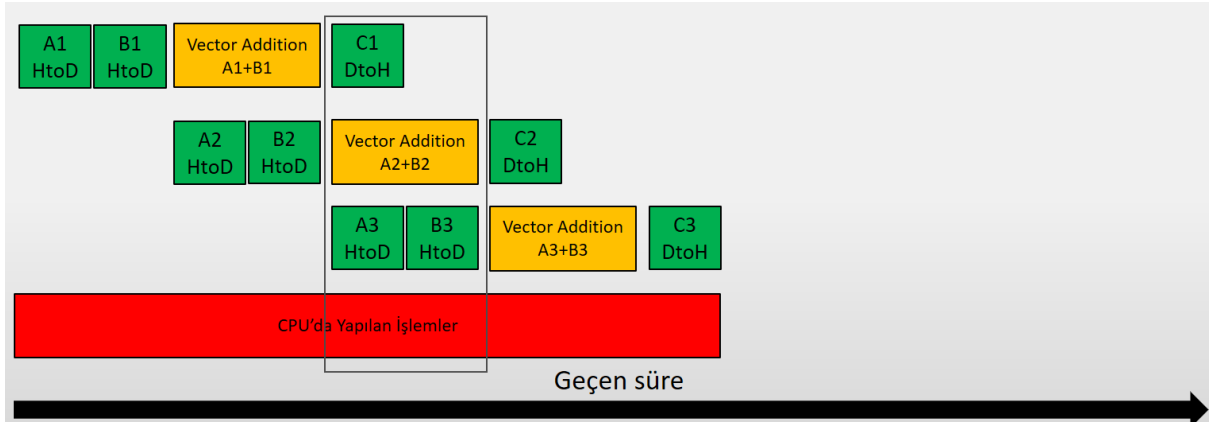 A1
HtoD
B1
HtoD
Vector Addition
A1+B1
C1
DtoH
A2
HtoD
B2
HtoD
Vector Addition
A2+B2
C2
DtoH
A3
HtoD
B3
HtoD
Vector Addition
A3+B3
C3
DtoH
CPU'da Yapılan İşlemler
Geçen süre